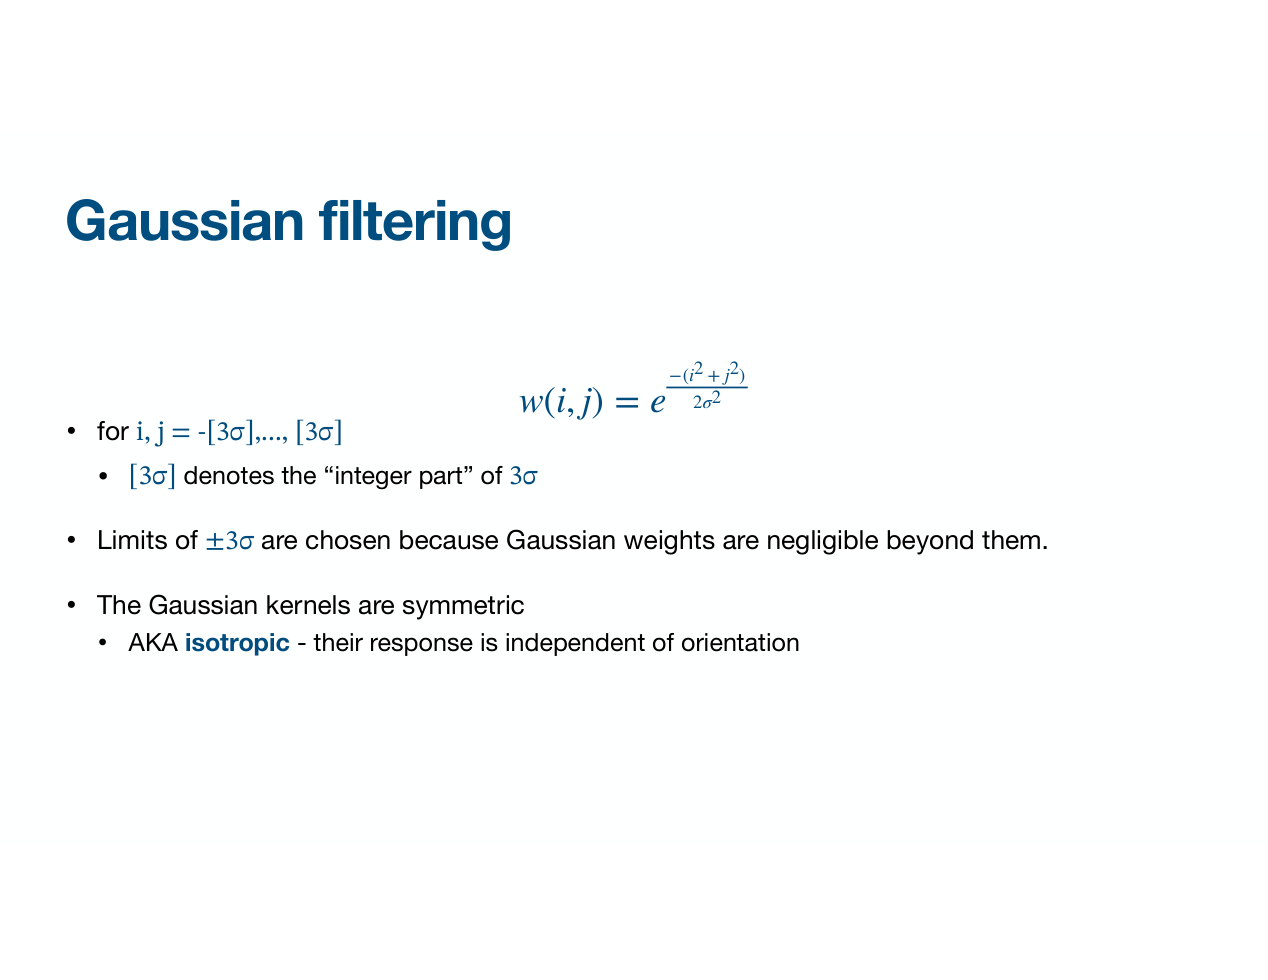 Gaussian filtering
w(i, j) = e^{\frac{-(i^2 + j^2)}{2σ^2}}
• for i, j = -[3σ],..., [3σ]
• [3σ] denotes the “integer part” of 3σ
• Limits of ±3σ are chosen because Gaussian weights are negligible beyond them.
• The Gaussian kernels are symmetric
• AKA isotropic - their response is independent of orientation